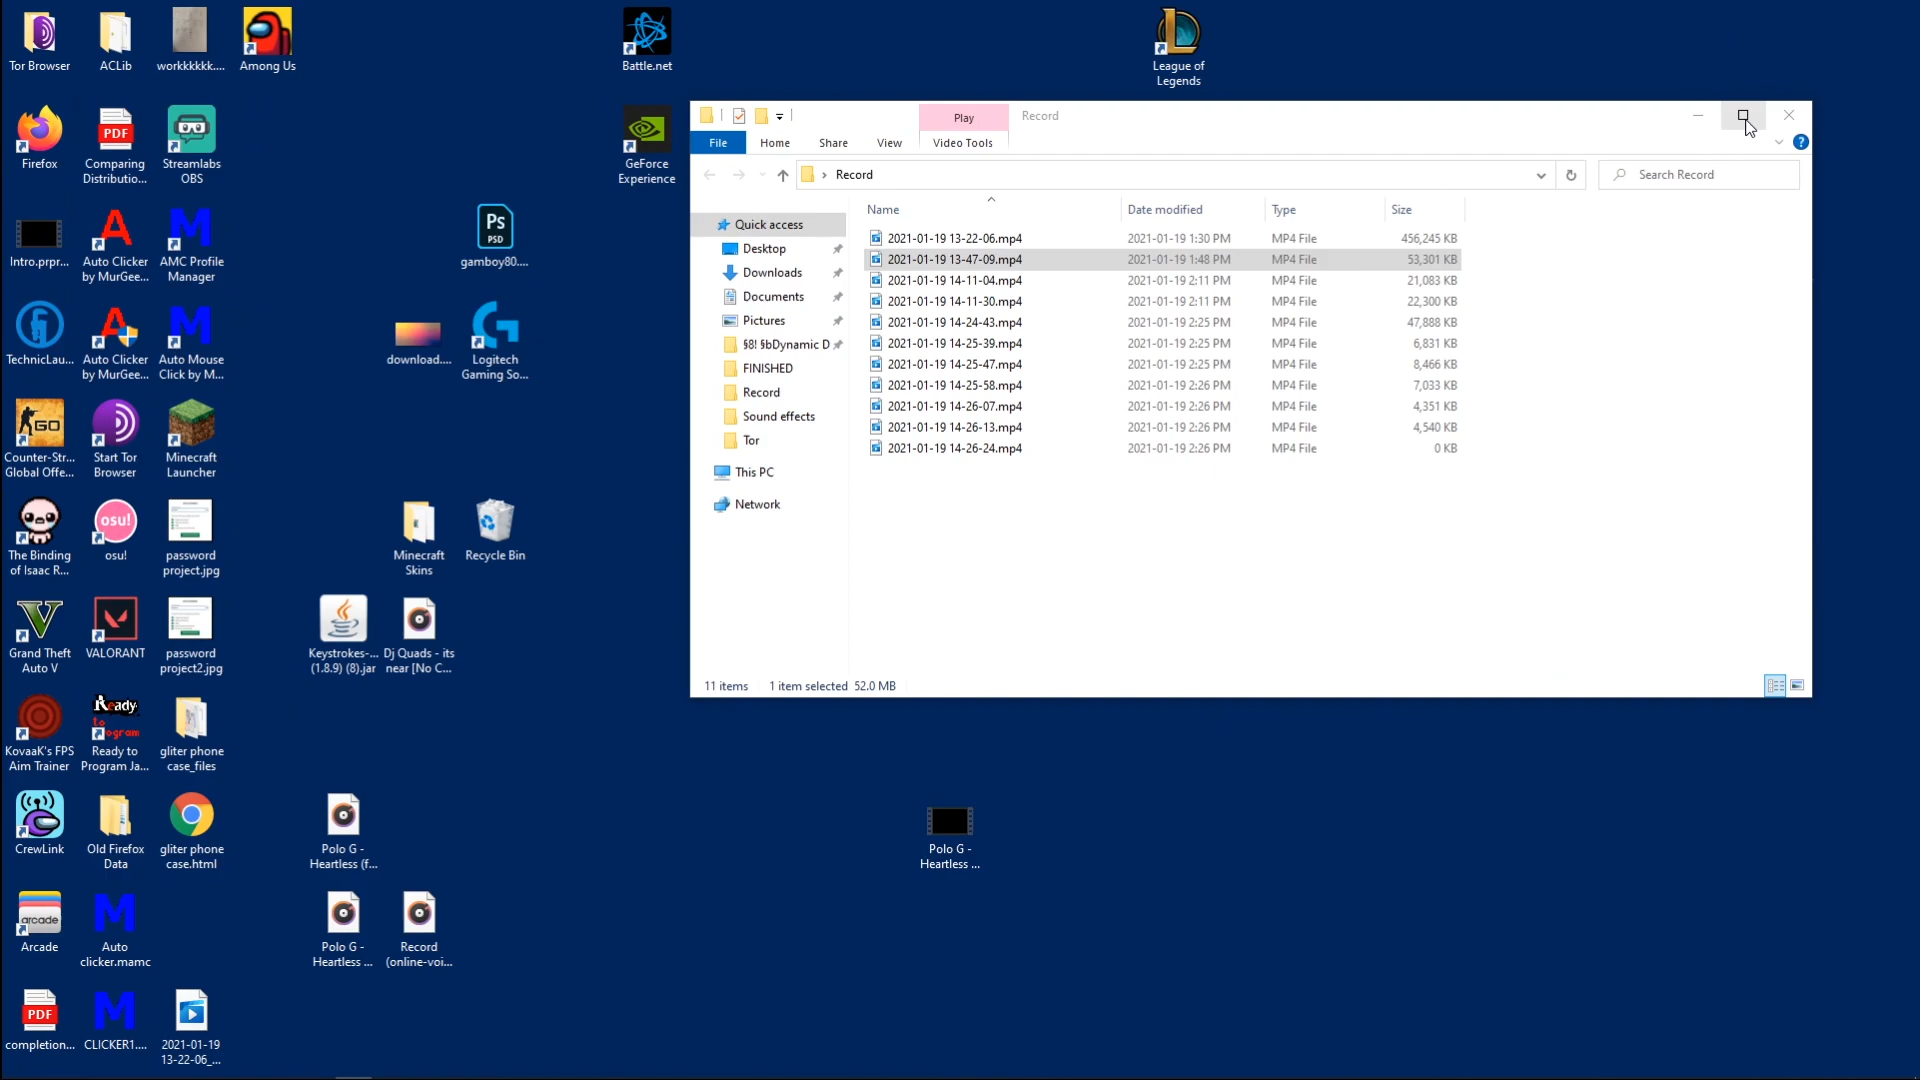 Tor Browser
ACLib
workkkkkk....
Among Us
Battle.net
League of
Legends
Firefox
PDF
Comparing
Distributio...
Streamlabs
OBS
GeForce
Experience
Intro.prpr...
Auto Clicker
by MurGee...
AMC Profile
Manager
Ps
PSD
gamboy80....
TechnicLau...
Auto Clicker
by MurGee...
Auto Mouse
Click by M...
download....
Logitech
Gaming So...
GO
Counter-Str...
Global Offe...
Start Tor
Browser
Minecraft
Launcher
The Binding
of Isaac R...
osu!
osu!
password
project.jpg
Minecraft
Skins
Recycle Bin
Grand Theft
Auto V
VALORANT
password
project2.jpg
Keystrokes-...
(1.8.9) (8).jar
Dj Quads - its
near [No C...
KovaaK's FPS
Aim Trainer
Ready
to
Program
Ready to
Program Ja...
gliter phone
case_files
CrewLink
Old Firefox
Data
gliter phone
case.html
Polo G -
Heartless (f...
Polo G -
Heartless ...
arcade
Arcade
Auto
clicker.mamc
Polo G -
Heartless ...
Record
(online-voi...
PDF
completion...
CLICKER1....
2021-01-19
13-22-06_...
Play
Record
File
Home
Share
View
Video Tools
Record
Search Record
Name
Date modified
Type
Size
Quick access
Desktop
Downloads
Documents
Pictures
§8! §bDynamic D
FINISHED
Record
Sound effects
Tor
This PC
Network
2021-01-19 13-22-06.mp4 2021-01-19 1:30 PM MP4 File 456,245 KB
2021-01-19 13-47-09.mp4 2021-01-19 1:48 PM MP4 File 53,301 KB
2021-01-19 14-11-04.mp4 2021-01-19 2:11 PM MP4 File 21,083 KB
2021-01-19 14-11-30.mp4 2021-01-19 2:11 PM MP4 File 22,300 KB
2021-01-19 14-24-43.mp4 2021-01-19 2:25 PM MP4 File 47,888 KB
2021-01-19 14-25-39.mp4 2021-01-19 2:25 PM MP4 File 6,831 KB
2021-01-19 14-25-47.mp4 2021-01-19 2:25 PM MP4 File 8,466 KB
2021-01-19 14-25-58.mp4 2021-01-19 2:26 PM MP4 File 7,033 KB
2021-01-19 14-26-07.mp4 2021-01-19 2:26 PM MP4 File 4,351 KB
2021-01-19 14-26-13.mp4 2021-01-19 2:26 PM MP4 File 4,540 KB
2021-01-19 14-26-24.mp4 2021-01-19 2:26 PM MP4 File 0 KB
11 items
1 item selected 52.0 MB